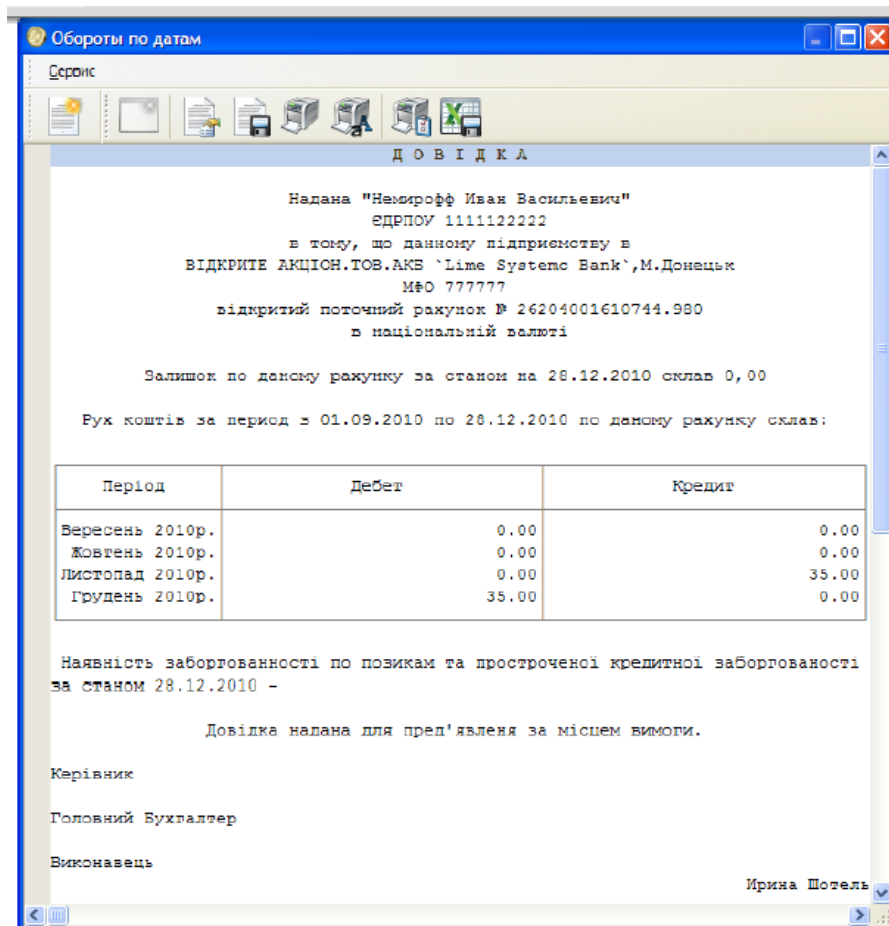 Обороты по датам
Сервис
Д О В І Д К А
Надана "Немирофф Иван Васильевич"
ЄДРПОУ 1111122222
в тому, що данному підприємству в
ВІДКРИТЕ АКЦІОН.ТОВ.АКБ `Lime Systemc Bank`,М.Донецьк
МФО 777777
відкритий поточний рахунок № 26204001610744.980
в національній валюті
Залишок по даному рахунку за станом на 28.12.2010 склав 0,00
Рух коштів за период з 01.09.2010 по 28.12.2010 по даному рахунку склав:
Період Дебет Кредит
Вересень 2010р. 0.00 0.00
Жовтень 2010р. 0.00 0.00
Листопад 2010р. 0.00 35.00
Грудень 2010р. 35.00 0.00
Наявність заборгованності по позикам та простроченої кредитної заборгованості
за станом 28.12.2010 -
Довідка надана для пред'явленя за місцем вимоги.
Керівник
Головний Бухгалтер
Виконавець
Ирина Шотель